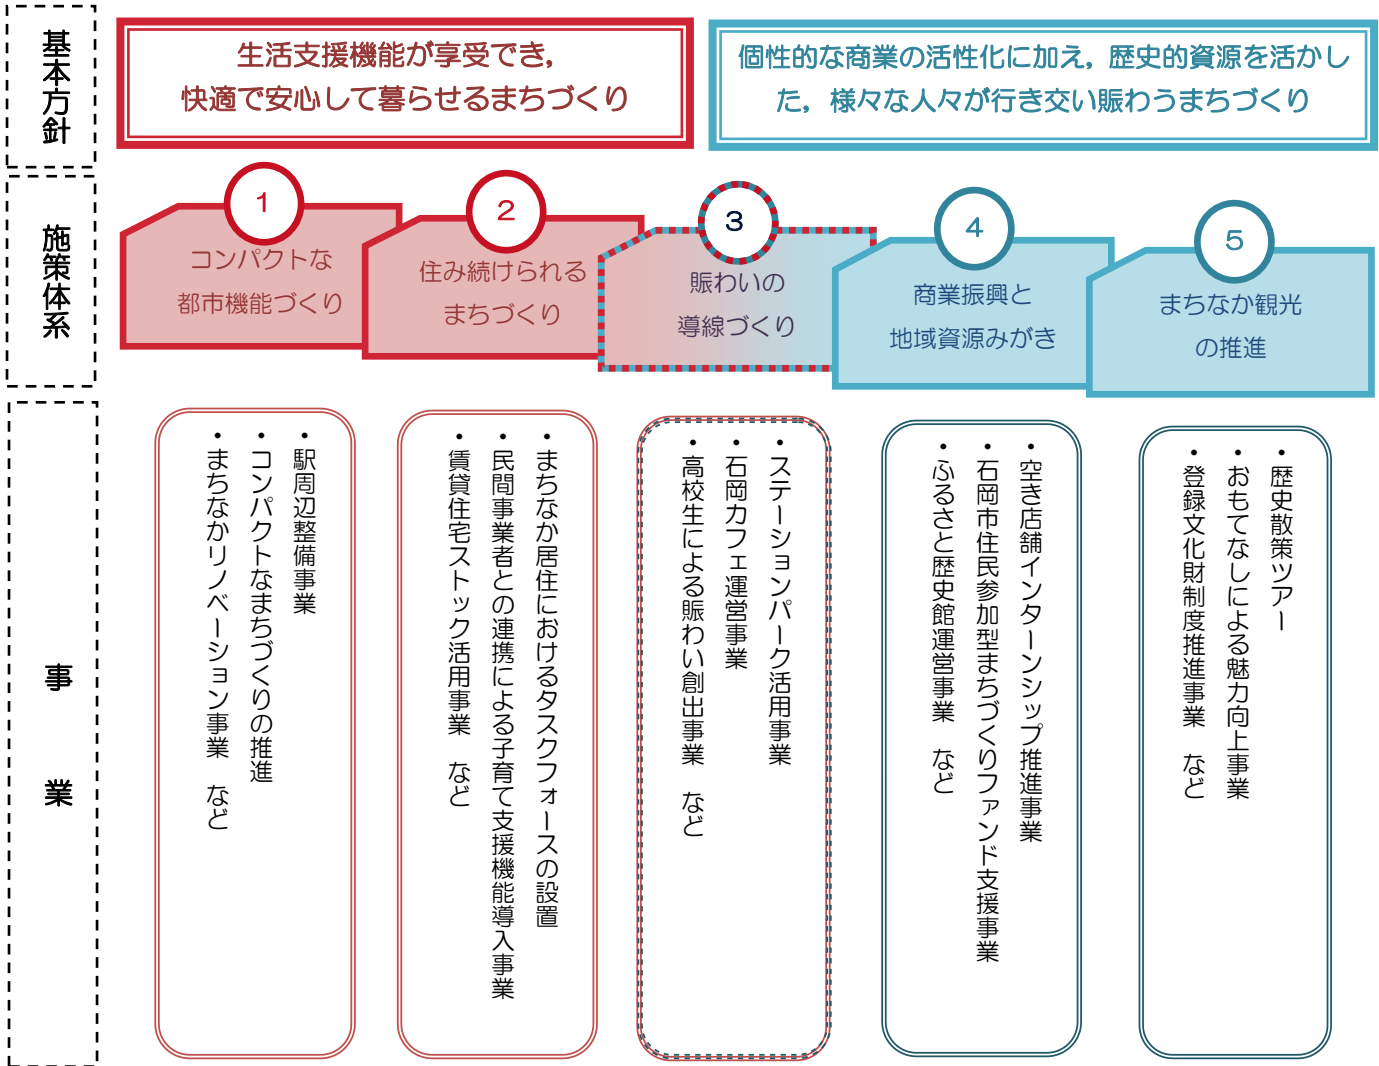 基本方針
生活支援機能が享受でき，
快適で安心して暮らせるまちづくり
個性的な商業の活性化に加え，歴史的資源を活かし
た，様々な人々が行き交い賑わうまちづくり
施策体系
1
コンパクトな
都市機能づくり
2
住み続けられる
まちづくり
3
賑わいの
導線づくり
4
商業振興と
地域資源みがき
5
まちなか観光
の推進
事業
・駅周辺整備事業
・コンパクトなまちづくりの推進
・まちなかリノベーション事業　など
・まちなか居住におけるタスクフォースの設置
・民間事業者との連携による子育て支援機能導入事業
・賃貸住宅ストック活用事業　など
・ステーションパーク活用事業
・石岡カフェ運営事業
・高校生による賑わい創出事業　など
・空き店舗インターンシップ推進事業
・石岡市住民参加型まちづくりファンド支援事業
・ふるさと歴史館運営事業　など
・歴史散策ツアー
・おもてなしによる魅力向上事業
・登録文化財制度推進事業　など